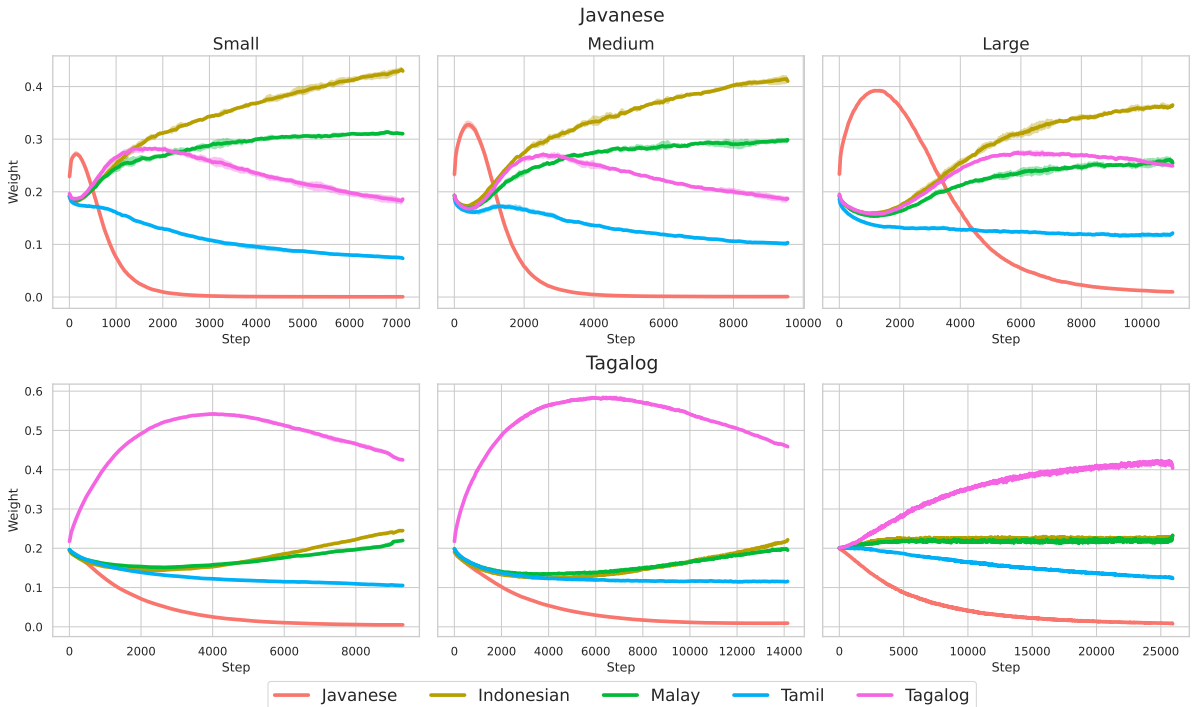 Javanese
Small Medium Large
Weight
0.4
0.3
0.2
0.1
0.0
0 1000 2000 3000 4000 5000 6000 7000 0 2000 4000 6000 8000 10000 0 2000 4000 6000 8000 10000
Step Step Step
Tagalog
Weight
0.6
0.5
0.4
0.3
0.2
0.1
0.0
0 2000 4000 6000 8000 0 2000 4000 6000 8000 10000 12000 14000 0 5000 10000 15000 20000 25000
Step Step Step
Javanese Indonesian Malay Tamil Tagalog